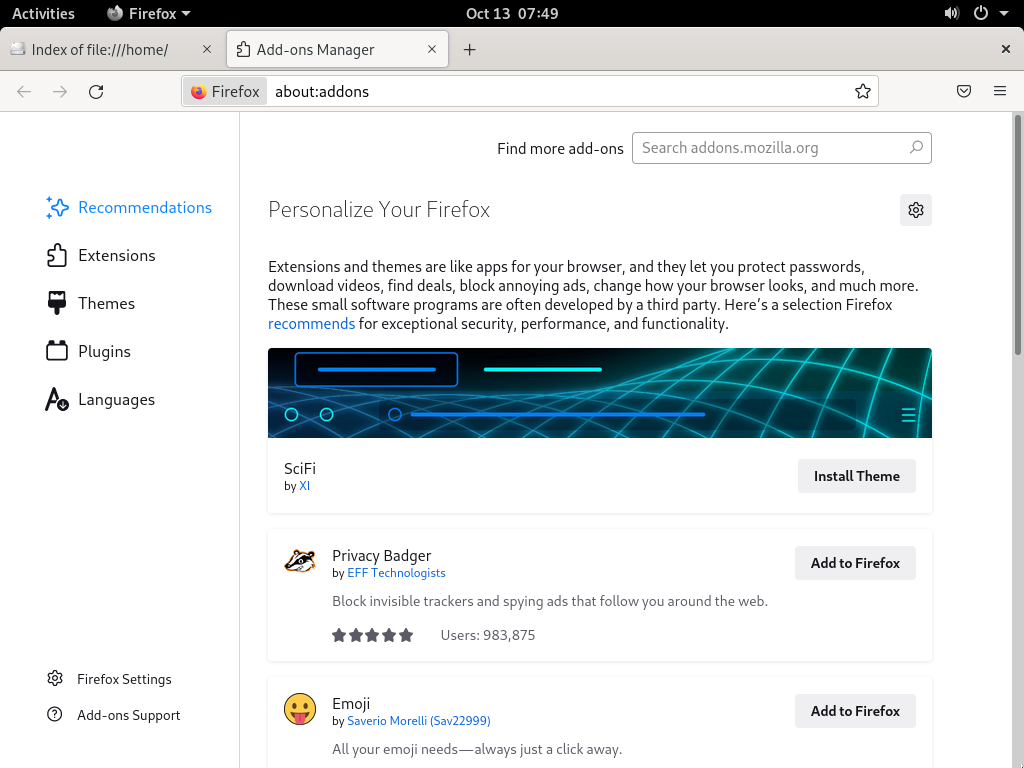 Activities
Firefox
Oct 13 07:49
Index of file:///home/
Add-ons Manager
Firefox
about:addons
Find more add-ons
Search addons.mozilla.org
Recommendations
Extensions
Themes
Plugins
Languages
Firefox Settings
Add-ons Support
Personalize Your Firefox
Extensions and themes are like apps for your browser, and they let you protect passwords,
download videos, find deals, block annoying ads, change how your browser looks, and much more.
These small software programs are often developed by a third party. Here’s a selection Firefox
recommends for exceptional security, performance, and functionality.
SciFi
by XI
Install Theme
Privacy Badger
by EFF Technologists
Add to Firefox
Block invisible trackers and spying ads that follow you around the web.
Users: 983,875
Emoji
by Saverio Morelli (Sav22999)
Add to Firefox
All your emoji needs—always just a click away.